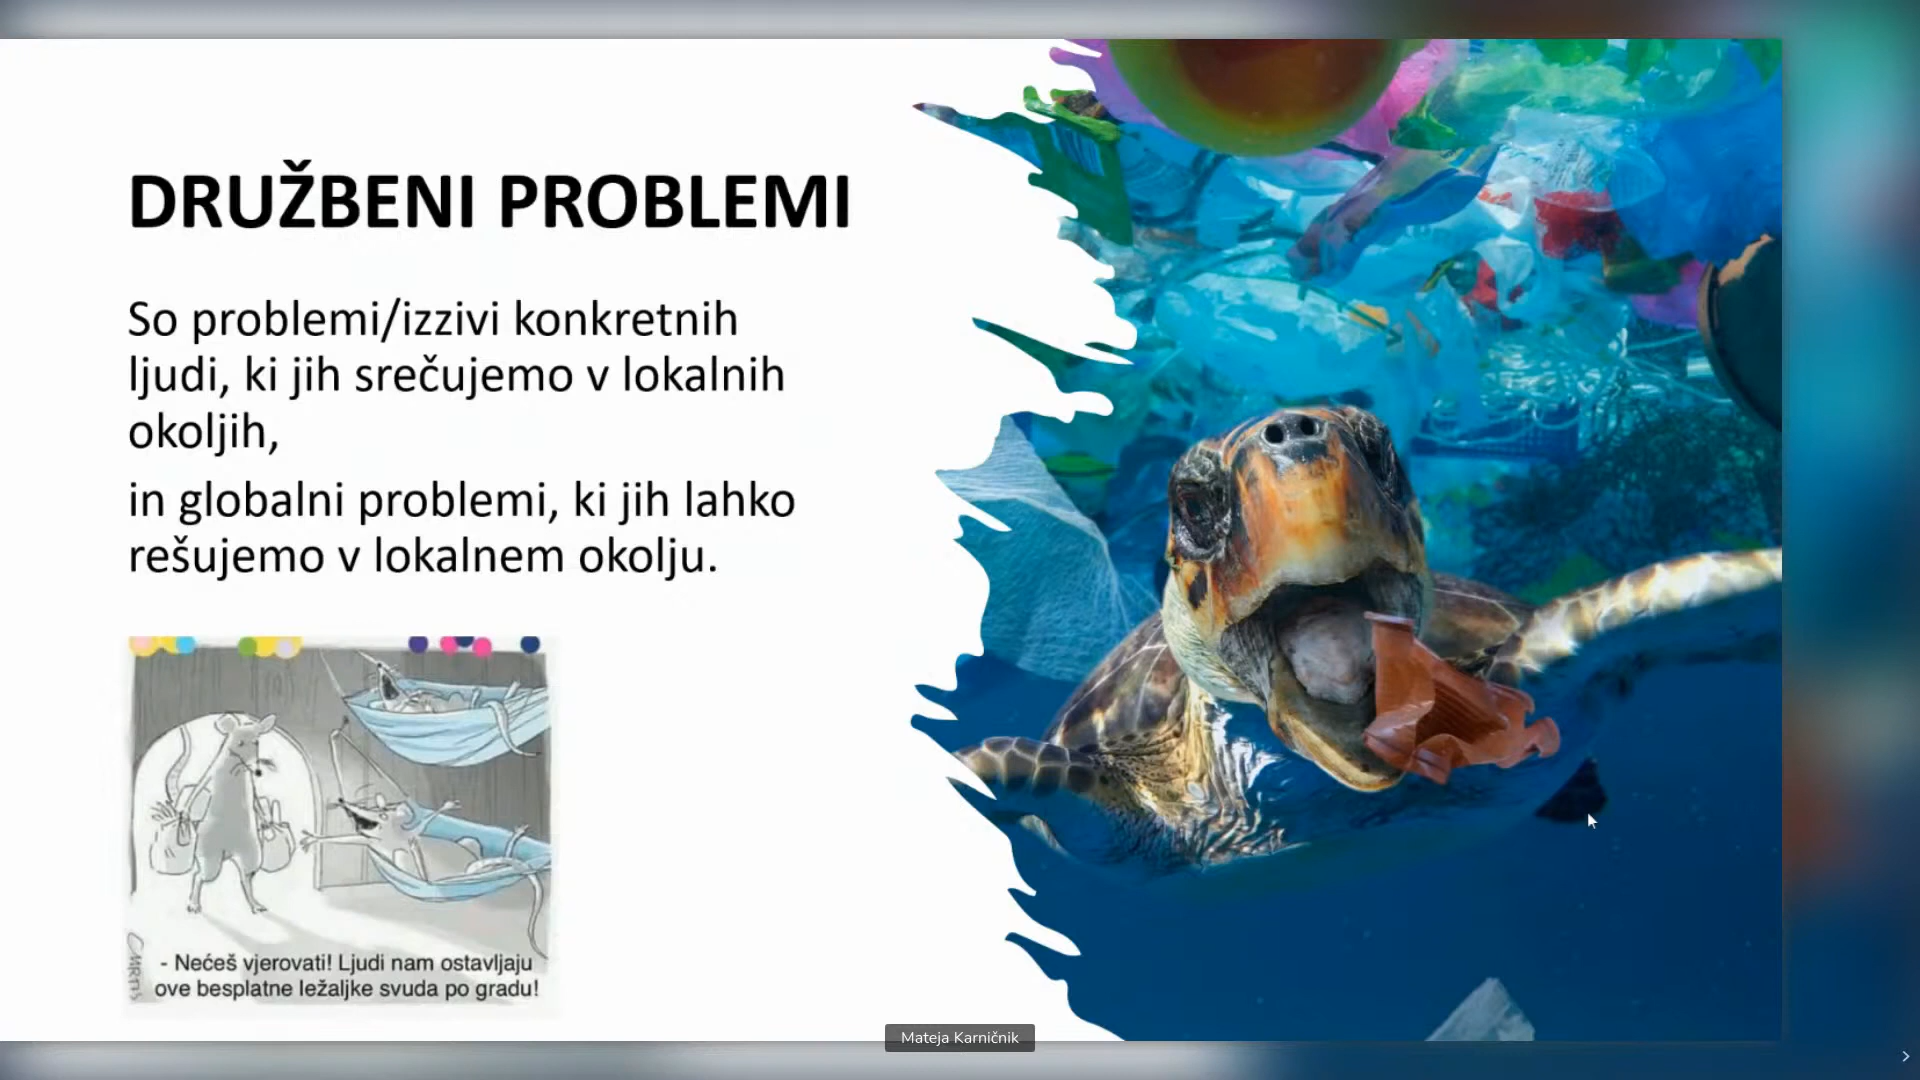 DRUŽBENI PROBLEMI
So problemi/izzivi konkretnih
ljudi, ki jih srečujemo v lokalnih
okoljih,
in globalni problemi, ki jih lahko
rešujemo v lokalnem okolju.
- Nećeš vjerovati! Ljudi nam ostavljaju
ove besplatne ležaljke svuda po gradu!
Mateja Karničnik